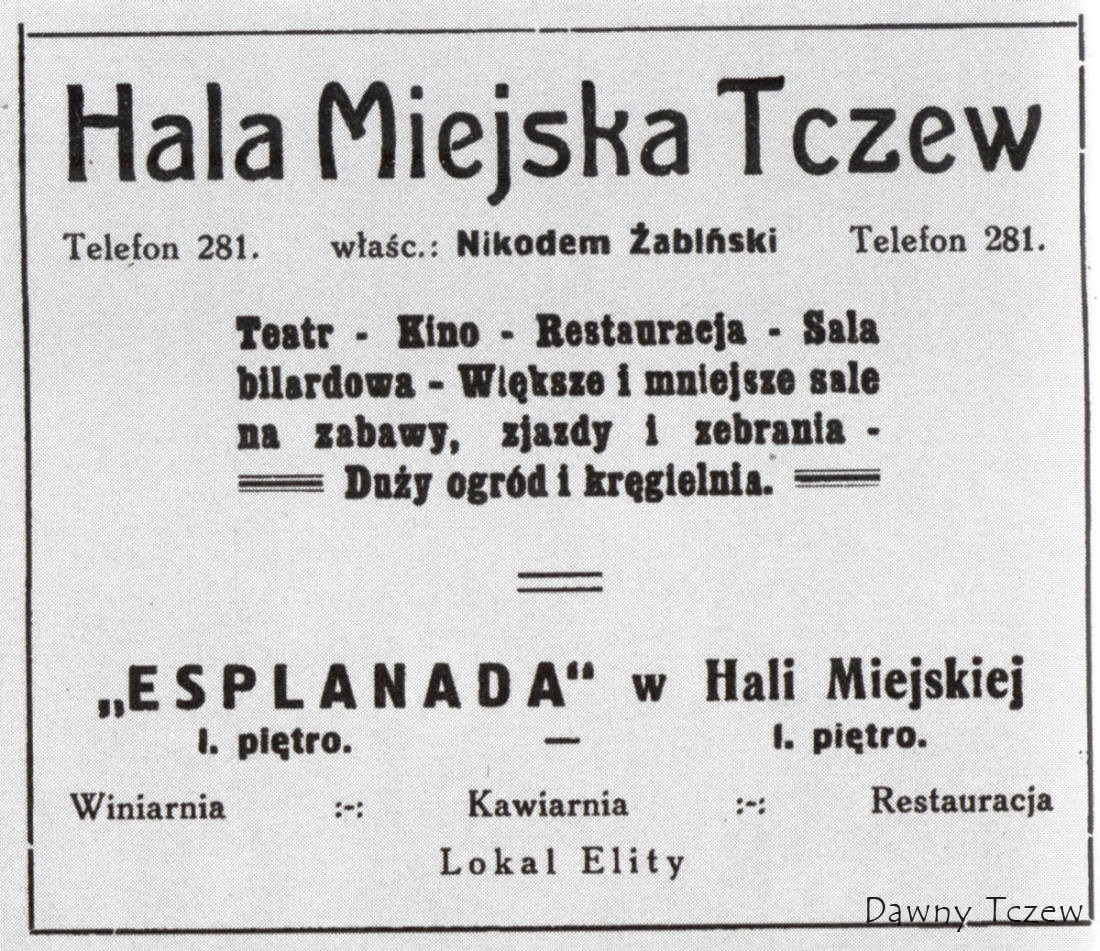 Hala Miejska Tczew
Telefon 281. właśc.: Nikodem Żabiński Telefon 281.
Teatr - Kino - Restauracja - Sala
bilardowa - Większe i mniejsze sale
na zabawy, zjazdy i zebrania -
Duży ogród i kręgielnia.
„ESPLANADA“ w Hali Miejskiej
I. piętro. — I. piętro.
Winiarnia :-: Kawiarnia :-: Restauracja
Lokal Elity
Dawny Tczew